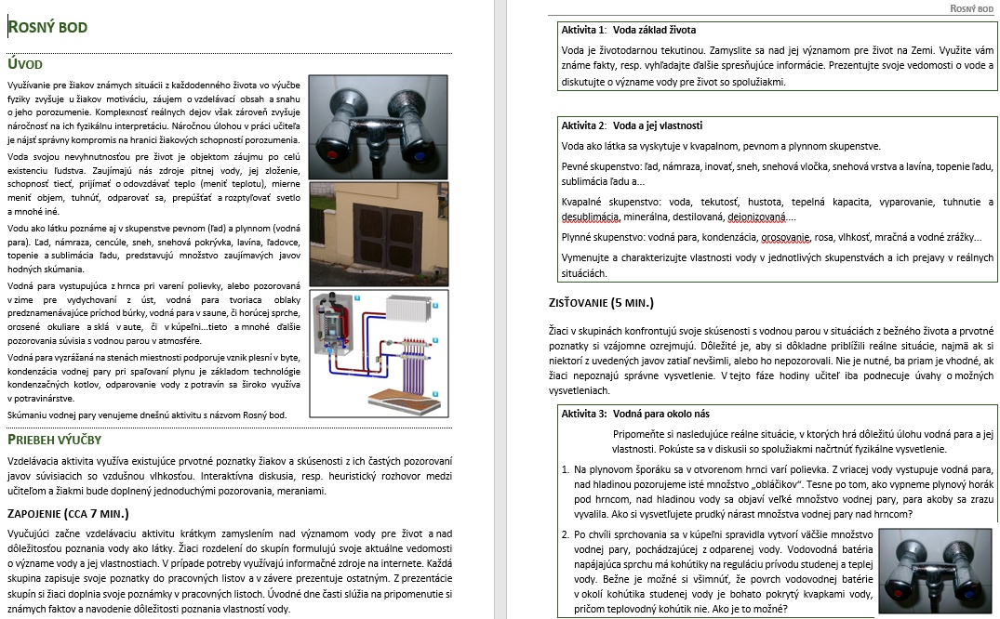 ROSNÝ BOD
ÚVOD
Využívanie pre žiakov známych situácii z každodenného života vo výučbe
fyziky zvyšuje u žiakov motiváciu, záujem o vzdelávací obsah a snahu
o jeho porozumenie. Komplexnosť reálnych dejov však zároveň zvyšuje
náročnosť na ich fyzikálnu interpretáciu. Náročnou úlohou v práci učiteľa
je nájsť správny kompromis na hranici žiakových schopností porozumenia.
Voda svojou nevyhnutnosťou pre život je objektom záujmu po celú
existenciu ľudstva. Zaujímajú nás zdroje pitnej vody, jej zloženie,
schopnosť tiecť, prijímať o odovzdávať teplo (meniť teplotu), mierne
meniť objem, tuhnúť, odparovať sa, prepúšťať a rozptyľovať svetlo
a mnohé iné.
Vodu ako látku poznáme aj v skupenstve pevnom (ľad) a plynnom (vodná
para). Ľad, námraza, cencúle, sneh, snehová pokrývka, lavína, ľadovce,
topenie a sublimácia ľadu, predstavujú množstvo zaujímavých javov
hodných skúmania.
Vodná para vystupujúca z hrnca pri varení polievky, alebo pozorovaná
v zime pre vydychovaní z úst, vodná para tvoriaca oblaky
predznamenávajúce príchod búrky, vodná para v saune, či horúcej sprche,
orosené okuliare a sklá v aute, či v kúpeľni...tieto a mnohé ďalšie
pozorovania súvisia s vodnou parou v atmosfére.
Vodná para vyzrážaná na stenách miestnosti podporuje vznik plesní v byte,
kondenzácia vodnej pary pri spaľovaní plynu je základom technológie
kondenzačných kotlov, odparovanie vody z potravín sa široko využíva
v potravinárstve.
Skúmaniu vodnej pary venujeme dnešnú aktivitu s názvom Rosný bod.
PRIEBEH VÝUČBY
Vzdelávacia aktivita využíva existujúce prvotné poznatky žiakov a skúsenosti z ich častých pozorovaní
javov súvisiacich so vzdušnou vlhkosťou. Interaktívna diskusia, resp. heuristický rozhovor medzi
učiteľom a žiakmi bude doplnený jednoduchými pozorovania, meraniami.
ZAPOJENIE (CCA 7 MIN.)
Vyučujúci začne vzdelávaciu aktivitu krátkym zamyslením nad významom vody pre život a nad
dôležitosťou poznania vody ako látky. Žiaci rozdelení do skupín formulujú svoje aktuálne vedomosti
o význame vody a jej vlastnostiach. V prípade potreby využívajú informačné zdroje na internete. Každá
skupina zapisuje svoje poznatky do pracovných listov a v závere prezentuje ostatným. Z prezentácie
skupín si žiaci doplnia svoje poznámky v pracovných listoch. Úvodné dne časti slúžia na pripomenutie si
známych faktov a navodenie dôležitosti poznania vlastností vody.
ROSNÝ BOD
Aktivita 1: Voda základ života
Voda je životodarnou tekutinou. Zamyslite sa nad jej významom pre život na Zemi. Využite vám
známe fakty, resp. vyhľadajte ďalšie spresňujúce informácie. Prezentujte svoje vedomosti o vode a
diskutujte o význame vody pre život so spolužiakmi.
Aktivita 2: Voda a jej vlastnosti
Voda ako látka sa vyskytuje v kvapalnom, pevnom a plynnom skupenstve.
Pevné skupenstvo: ľad, námraza, inovať, sneh, snehová vločka, snehová vrstva a lavína, topenie ľadu,
sublimácia ľadu a...
Kvapalné skupenstvo: voda, tekutosť, hustota, tepelná kapacita, vyparovanie, tuhnutie a
desublimácia, minerálna, destilovaná, dejonizovaná....
Plynné skupenstvo: vodná para, kondenzácia, orosovanie, rosa, vlhkosť, mračná a vodné zrážky...
Vymenujte a charakterizujte vlastnosti vody v jednotlivých skupenstvách a ich prejavy v reálnych
situáciách.
ZISŤOVANIE (5 MIN.)
Žiaci v skupinách konfrontujú svoje skúsenosti s vodnou parou v situáciách z bežného života a prvotné
poznatky si vzájomne ozrejmujú. Dôležité je, aby si dôkladne priblížili reálne situácie, najmä ak si
niektorí z uvedených javov zatiaľ nevšimli, alebo ho nepozorovali. Nie je nutné, ba priam je vhodné, ak
žiaci nepoznajú správne vysvetlenie. V tejto fáze hodiny učiteľ iba podnecuje úvahy o možných
vysvetleniach.
Aktivita 3: Vodná para okolo nás
Pripomeňte si nasledujúce reálne situácie, v ktorých hrá dôležitú úlohu vodná para a jej
vlastnosti. Pokúste sa v diskusii so spolužiakmi načrtnúť fyzikálne vysvetlenie.
1. Na plynovom šporáku sa v otvorenom hrnci varí polievka. Z vriacej vody vystupuje vodná para,
nad hladinou pozorujeme isté množstvo „obláčikov“. Tesne po tom, ako vypneme plynový horák
pod hrncom, nad hladinou vody sa objaví veľké množstvo vodnej pary, para akoby sa zrazu
vyvalila. Ako si vysvetľujete prudký nárast množstva vodnej pary nad hrncom?
2. Po chvíli sprchovania sa v kúpeľni spravidla vytvorí väčšie množstvo
vodnej pary, pochádzajúcej z odparenej vody. Vodovodná batéria
napájajúca sprchu má kohútiky na reguláciu prívodu studenej a teplej
vody. Bežne je možné si všimnúť, že povrch vodovodnej batérie
v okolí kohútika studenej vody je bohato pokrytý kvapkami vody,
pričom teplovodný kohútik nie. Ako je to možné?